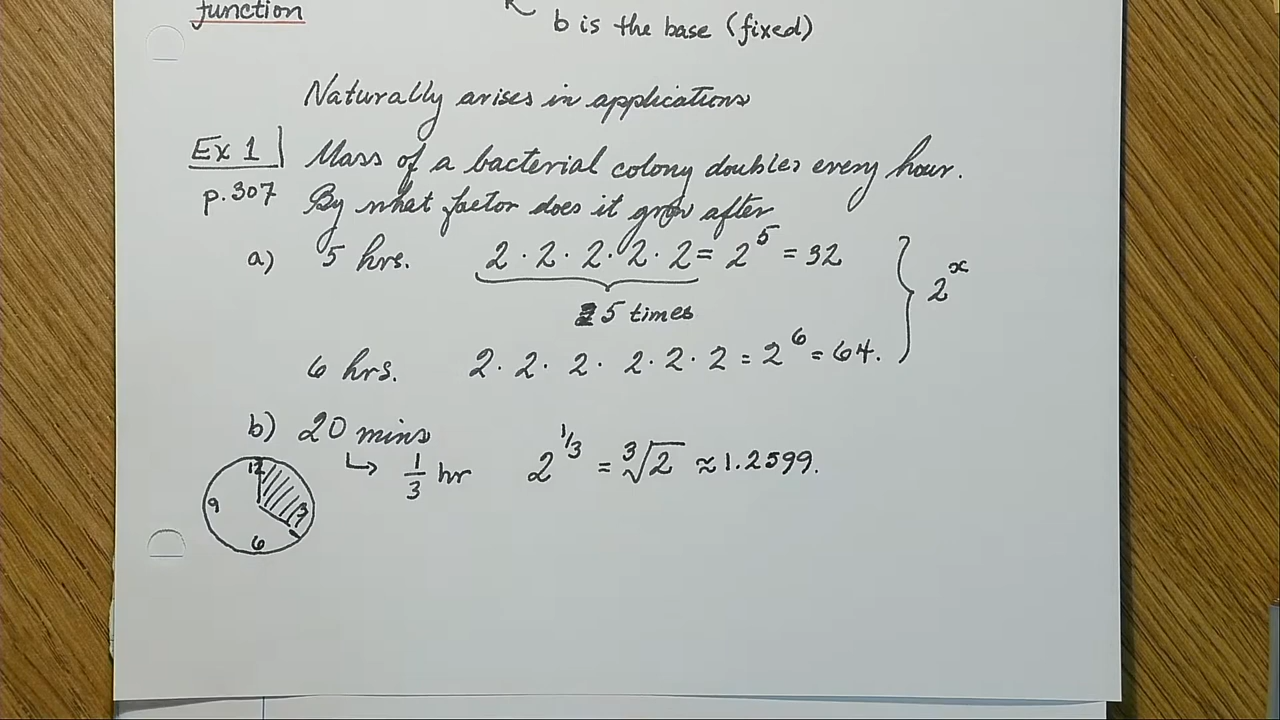 function
b is the base (fixed)
Naturally arises in applications
Ex 1 Mass of a bacterial colony doubles every hour.
p.307 By what factor does it grow after
a) 5 hrs. 2 · 2 · 2 · 2 · 2 = 2^5 = 32
2^x
5 times
6 hrs. 2 · 2 · 2 · 2 · 2 · 2 = 2^6 = 64.
b) 20 mins
1/3 hr 2^1/3 = ∛2 ≈ 1.2599.
12
9 3
6